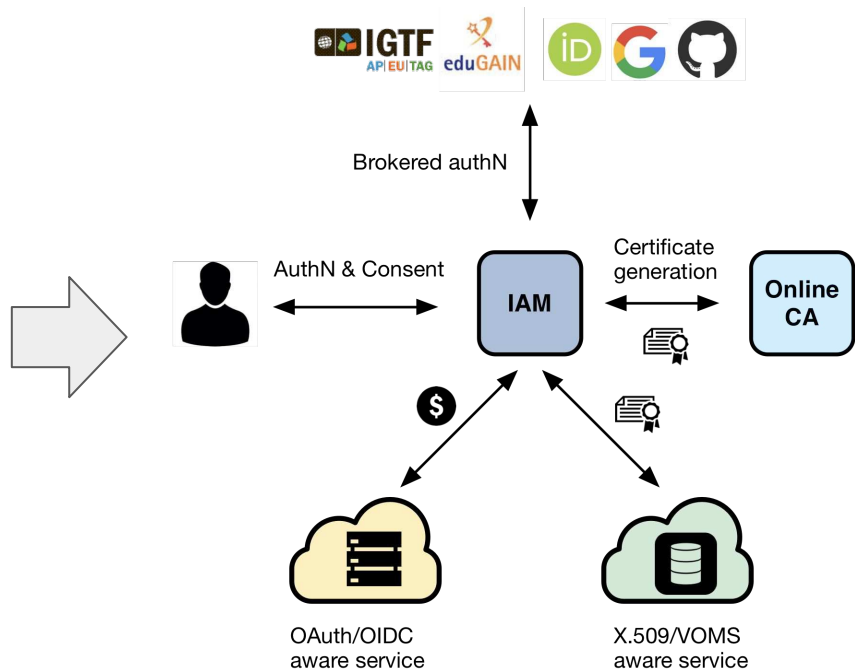 IGTF
AP|EU|TAG
eduGAIN
iD
G
Brokered authN
AuthN & Consent
Certificate
generation
IAM
Online
CA
$
OAuth/OIDC
aware service
X.509/VOMS
aware service